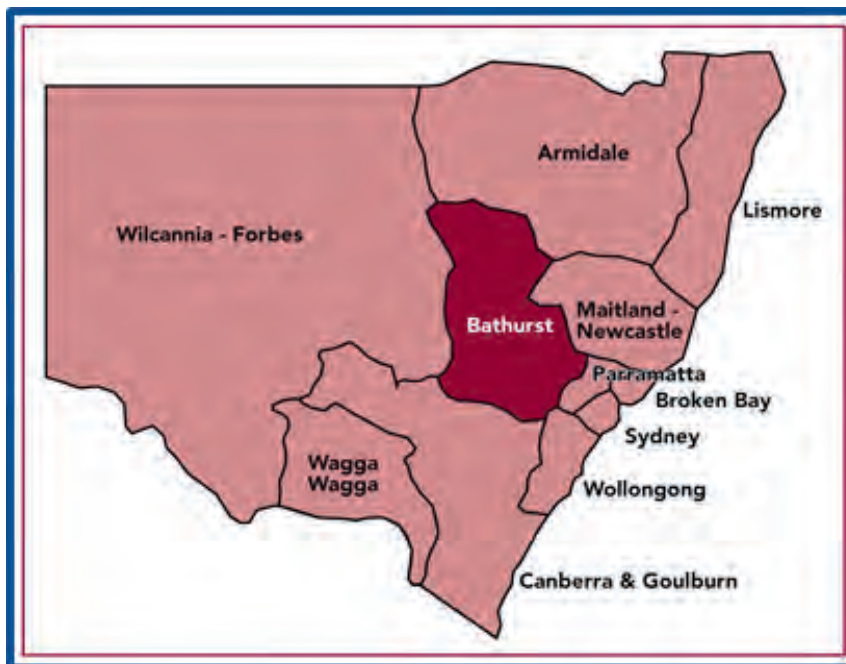 Armidale
Lismore
Wilcannia - Forbes
Maitland -
Newcastle
Bathurst
Parramatta
Broken Bay
Sydney
Wagga
Wagga
Wollongong
Canberra & Goulburn